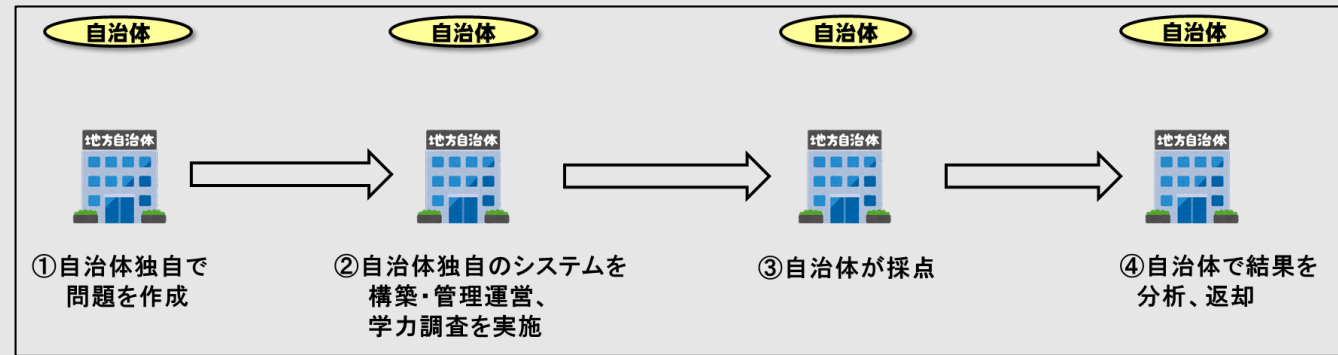 自治体
自治体
自治体
自治体
地方自治体
地方自治体
地方自治体
地方自治体
①自治体独自で
問題を作成
②自治体独自のシステムを
構築・管理運営、
学力調査を実施
③自治体が採点
④自治体で結果を
分析、返却